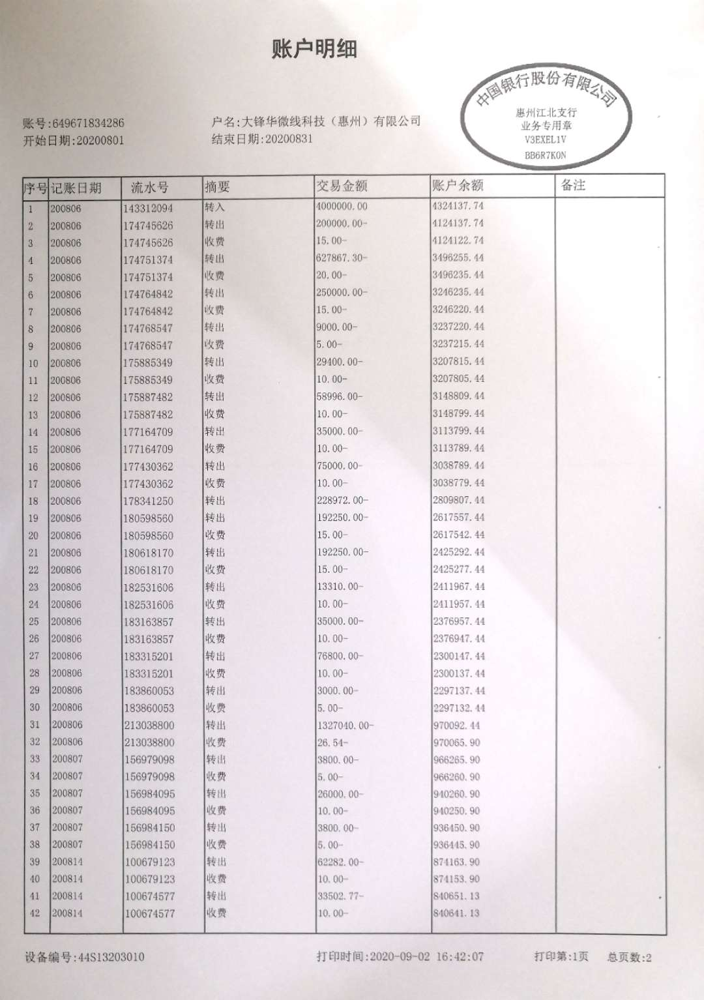 账户明细
中国银行股份有限公司
惠州江北支行
业务专用章
V3EXEL1V
BB6R7K0N
账号:649671834286 户名:大锋华微线科技（惠州）有限公司
开始日期:20200801 结束日期:20200831
序号 记账日期 流水号 摘要 交易金额 账户余额 备注
1 200806 143312094 转入 4000000.00 4324137.74
2 200806 174745626 转出 200000.00- 4124137.74
3 200806 174745626 收费 15.00- 4124122.74
4 200806 174751374 转出 627867.30- 3496255.44
5 200806 174751374 收费 20.00- 3496235.44
6 200806 174764842 转出 250000.00- 3246235.44
7 200806 174764842 收费 15.00- 3246220.44
8 200806 174768547 转出 9000.00- 3237220.44
9 200806 174768547 收费 5.00- 3237215.44
10 200806 175885349 转出 29400.00- 3207815.44
11 200806 175885349 收费 10.00- 3207805.44
12 200806 175887482 转出 58996.00- 3148809.44
13 200806 175887482 收费 10.00- 3148799.44
14 200806 177164709 转出 35000.00- 3113799.44
15 200806 177164709 收费 10.00- 3113789.44
16 200806 177430362 转出 75000.00- 3038789.44
17 200806 177430362 收费 10.00- 3038779.44
18 200806 178341250 转出 228972.00- 2809807.44
19 200806 180598560 转出 192250.00- 2617557.44
20 200806 180598560 收费 15.00- 2617542.44
21 200806 180618170 转出 192250.00- 2425292.44
22 200806 180618170 收费 15.00- 2425277.44
23 200806 182531606 转出 13310.00- 2411967.44
24 200806 182531606 收费 10.00- 2411957.44
25 200806 183163857 转出 35000.00- 2376957.44
26 200806 183163857 收费 10.00- 2376947.44
27 200806 183315201 转出 76800.00- 2300147.44
28 200806 183315201 收费 10.00- 2300137.44
29 200806 183860053 转出 3000.00- 2297137.44
30 200806 183860053 收费 5.00- 2297132.44
31 200806 213038800 转出 1327040.00- 970092.44
32 200806 213038800 收费 26.54- 970065.90
33 200807 156979098 转出 3800.00- 966265.90
34 200807 156979098 收费 5.00- 966260.90
35 200807 156984095 转出 26000.00- 940260.90
36 200807 156984095 收费 10.00- 940250.90
37 200807 156984150 转出 3800.00- 936450.90
38 200807 156984150 收费 5.00- 936445.90
39 200814 100679123 转出 62282.00- 874163.90
40 200814 100679123 收费 10.00- 874153.90
41 200814 100674577 转出 33502.77- 840651.13
42 200814 100674577 收费 10.00- 840641.13
设备编号:44S13203010 打印时间:2020-09-02 16:42:07 打印第:1页 总页数:2